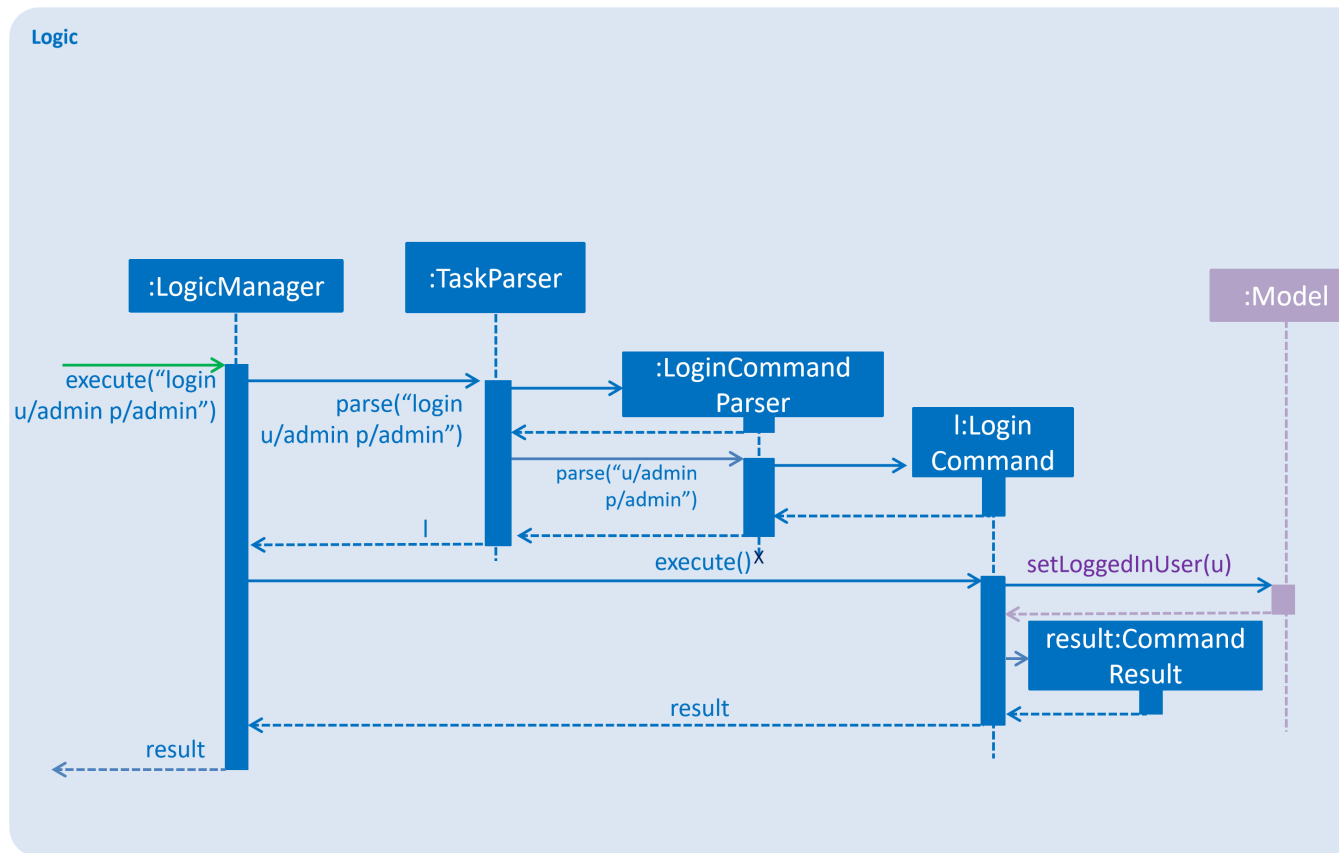 Logic
:LogicManager
:TaskParser
:Model
:LoginCommand
Parser
execute(“login
u/admin p/admin”)
parse(“login
u/admin p/admin”)
l:Login
Command
parse(“u/admin
p/admin”)
l
execute()
X
setLoggedInUser(u)
result:Command
Result
result
result